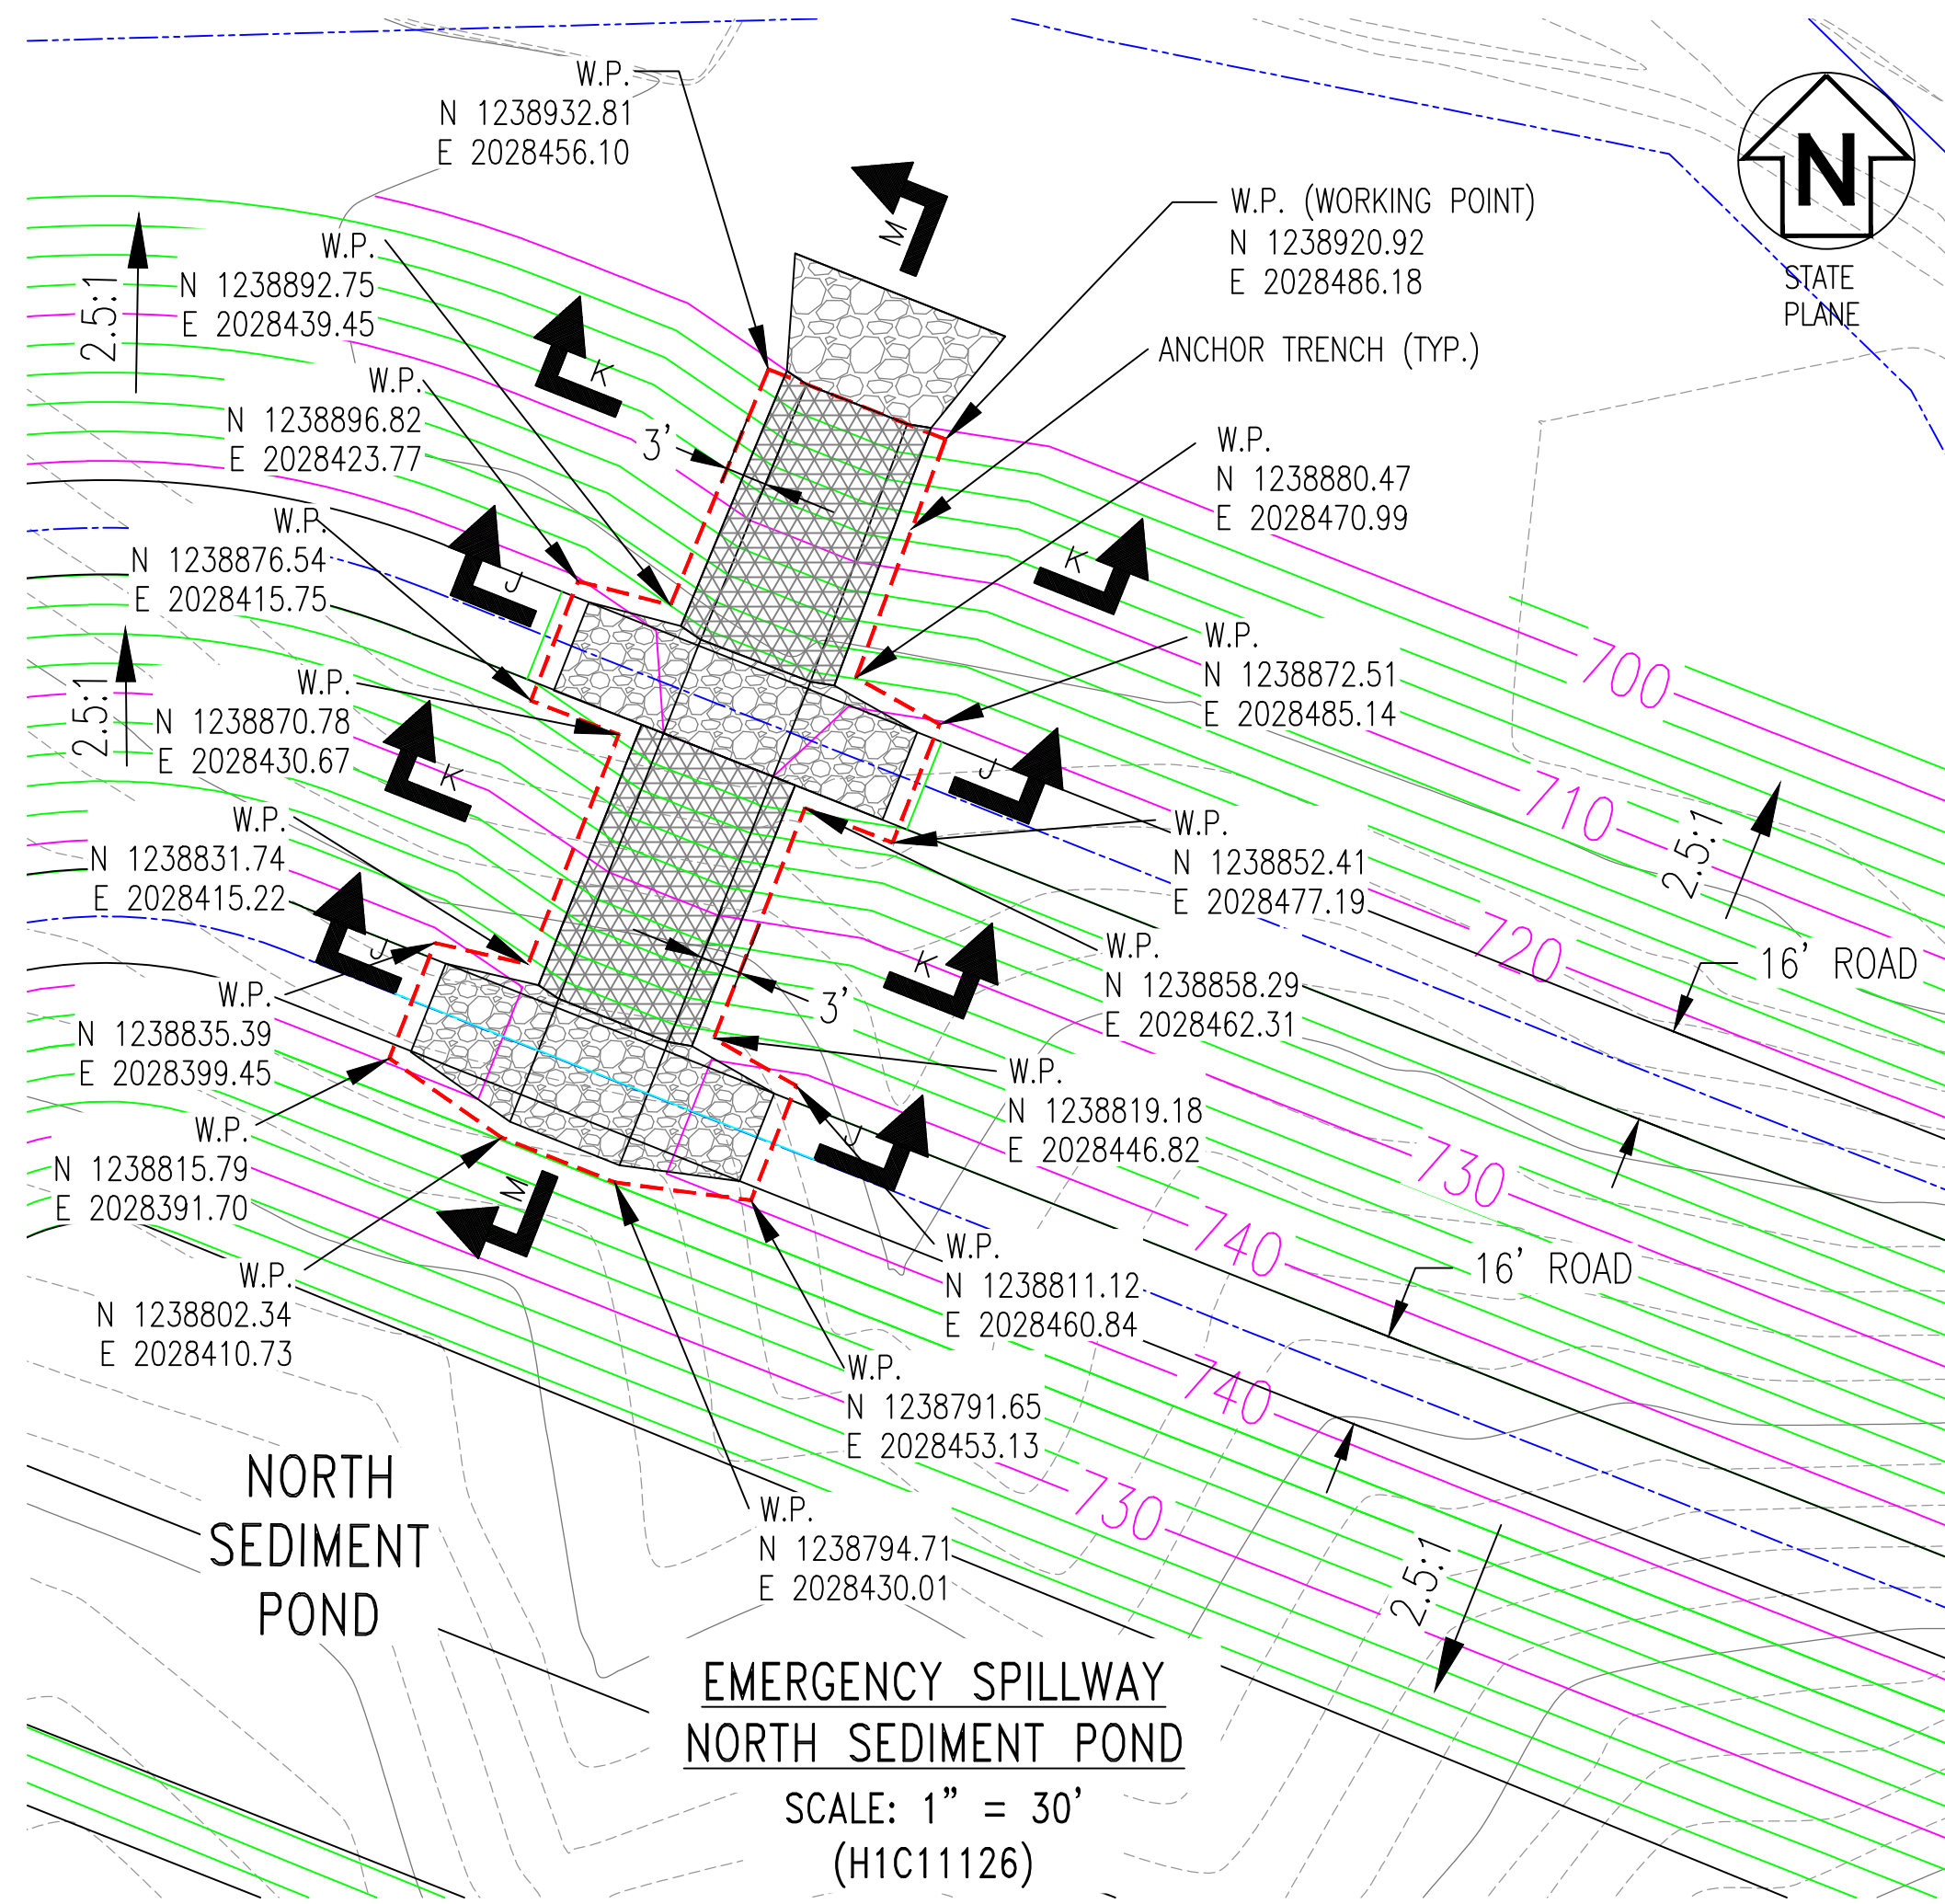 W.P.
N 1238932.81
E 2028456.10
W.P. (WORKING POINT)
N 1238920.92
E 2028486.18
N
STATE
PLANE
M
W.P.
N 1238892.75
E 2028439.45
2.5:1
ANCHOR TRENCH (TYP.)
K
W.P.
N 1238896.82
E 2028423.77
3'
W.P.
N 1238880.47
E 2028470.99
W.P.
N 1238876.54
E 2028415.75
J
K
W.P.
N 1238872.51
E 2028485.14
700
W.P.
N 1238870.78
E 2028430.67
2.5:1
K
J
710
2.5:1
W.P.
N 1238831.74
E 2028415.22
W.P.
N 1238852.41
E 2028477.19
720
16' ROAD
J
W.P.
N 1238858.29
E 2028462.31
K
3'
W.P.
N 1238835.39
E 2028399.45
W.P.
N 1238819.18
E 2028446.82
J
W.P.
N 1238815.79
E 2028391.70
730
M
740
16' ROAD
W.P.
N 1238811.12
E 2028460.84
W.P.
N 1238802.34
E 2028410.73
740
W.P.
N 1238791.65
E 2028453.13
730
W.P.
N 1238794.71
E 2028430.01
2.5:1
NORTH
SEDIMENT
POND
EMERGENCY SPILLWAY
NORTH SEDIMENT POND
SCALE: 1" = 30'
(H1C11126)